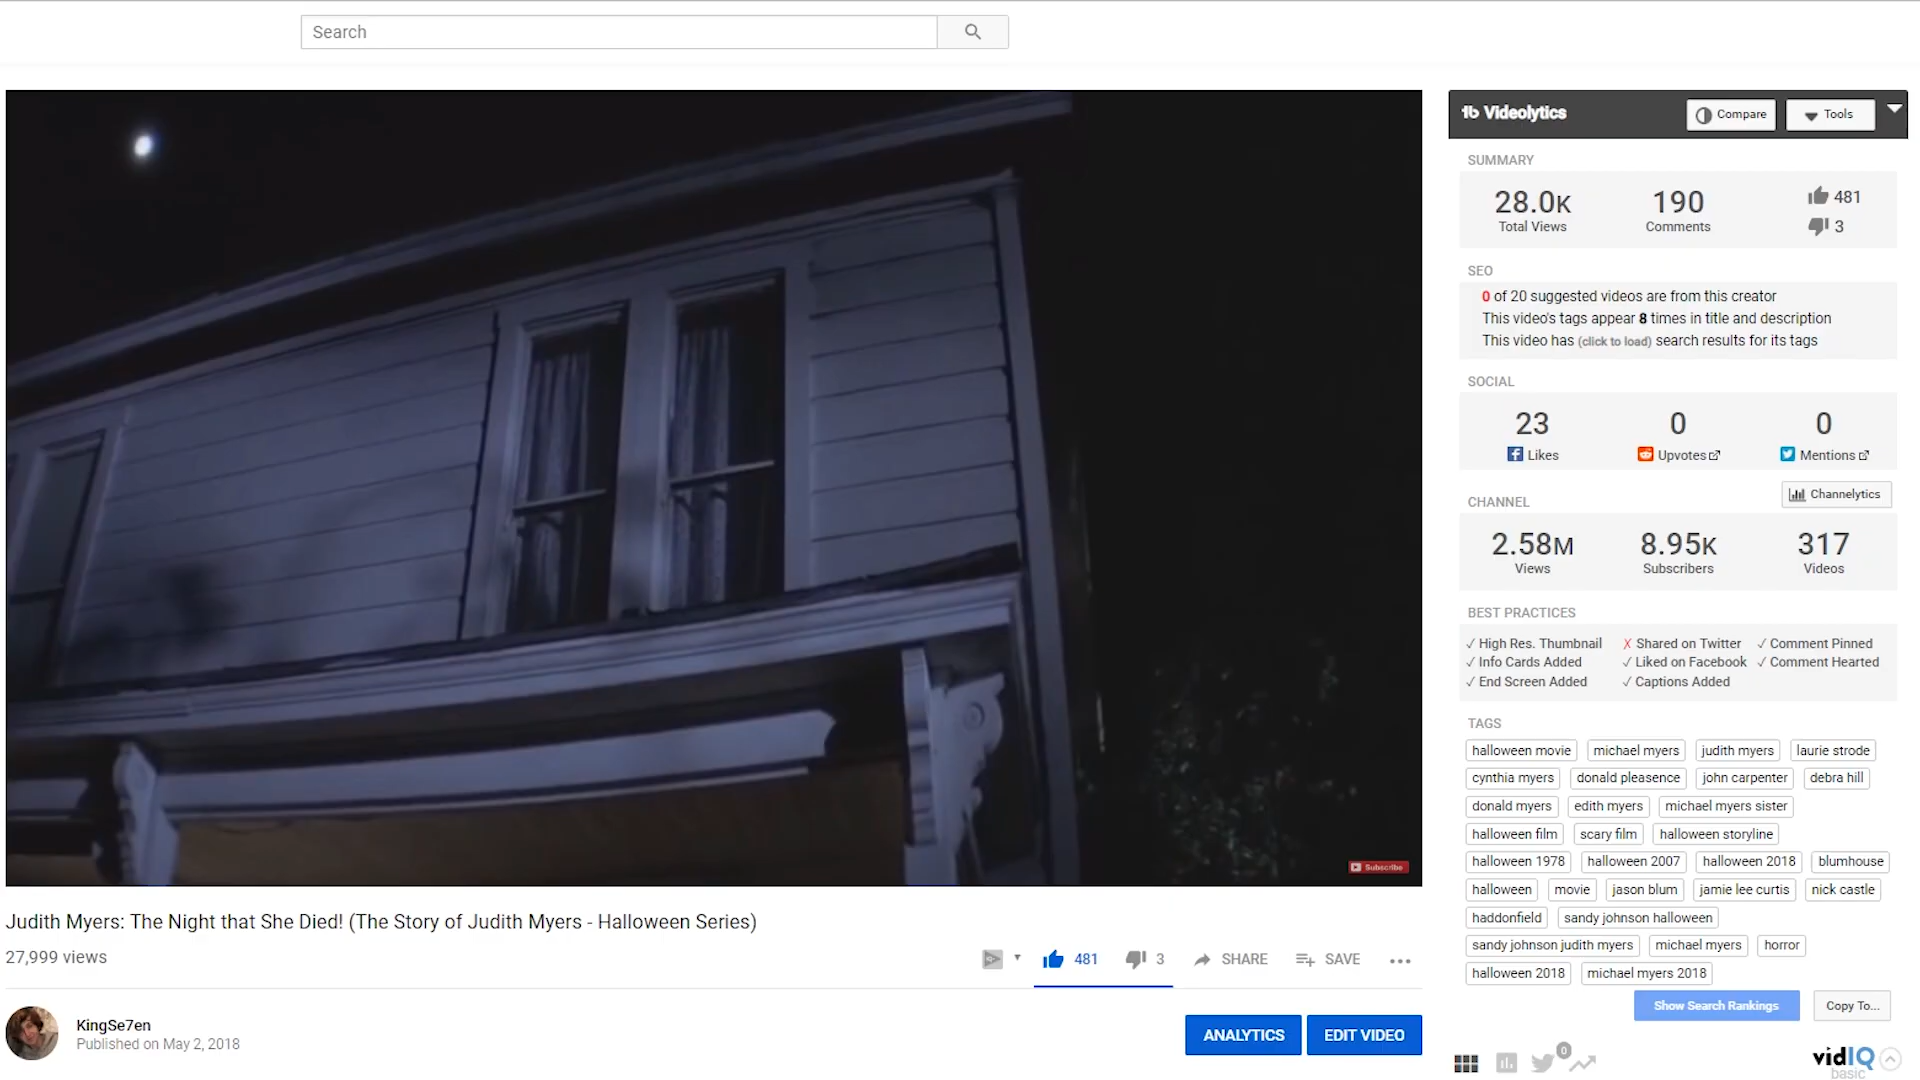 Search
Subscribe
Judith Myers: The Night that She Died! (The Story of Judith Myers - Halloween Series)
27,999 views
481 3 SHARE SAVE
KingSe7en
Published on May 2, 2018
ANALYTICS EDIT VIDEO
Videolytics Compare Tools
SUMMARY
28.0K 190 481
Total Views Comments 3
SEO
0 of 20 suggested videos are from this creator
This video's tags appear 8 times in title and description
This video has (click to load) search results for its tags
SOCIAL
23 0 0
Likes Upvotes Mentions
CHANNEL Channelytics
2.58M 8.95K 317
Views Subscribers Videos
BEST PRACTICES
✓ High Res. Thumbnail X Shared on Twitter ✓ Comment Pinned
✓ Info Cards Added ✓ Liked on Facebook ✓ Comment Hearted
✓ End Screen Added ✓ Captions Added
TAGS
halloween movie michael myers judith myers laurie strode
cynthia myers donald pleasence john carpenter debra hill
donald myers edith myers michael myers sister
halloween film scary film halloween storyline
halloween 1978 halloween 2007 halloween 2018 blumhouse
halloween movie jason blum jamie lee curtis nick castle
haddonfield sandy johnson halloween
sandy johnson judith myers michael myers horror
halloween 2018 michael myers 2018
Show Search Rankings Copy To...
0
vidIQ
basic